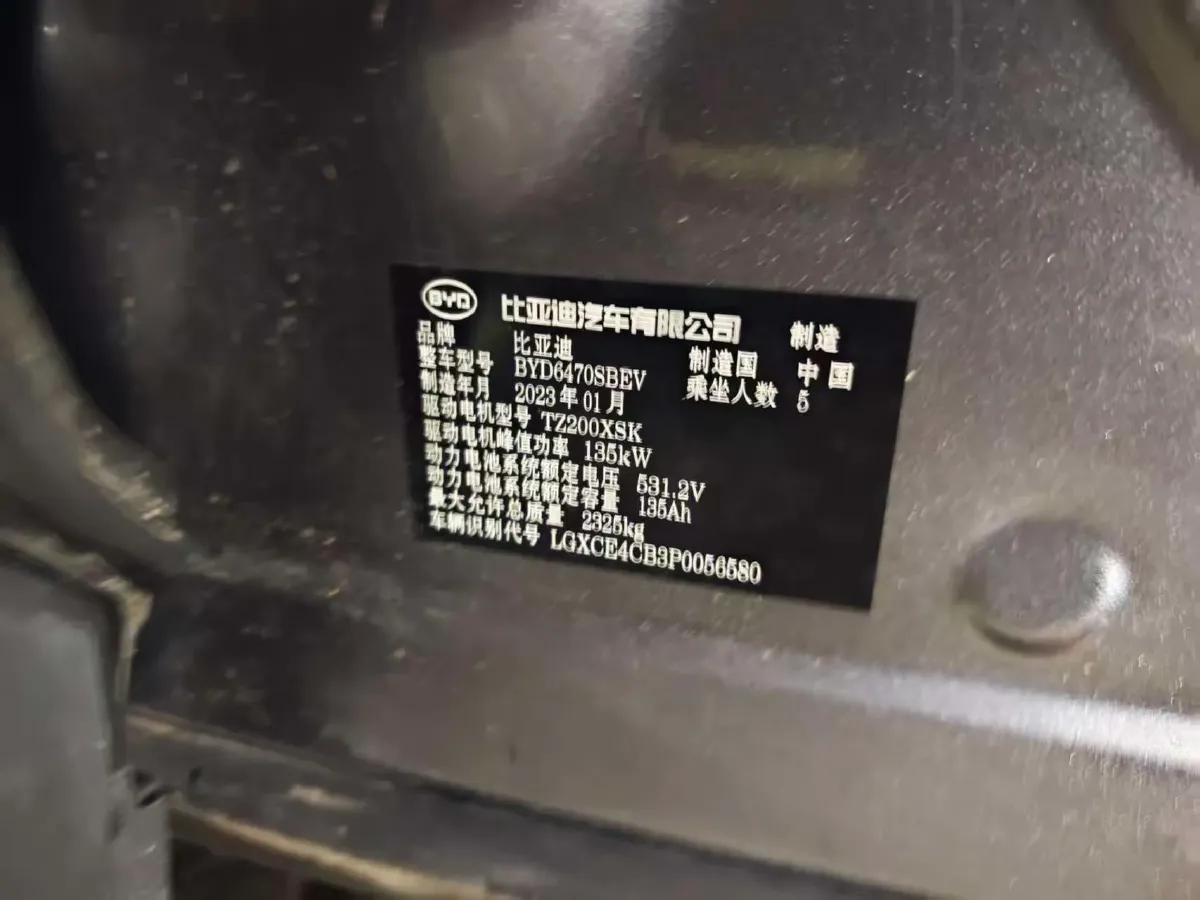 BYD 比亚迪汽车有限公司 制造
品牌 比亚迪 制造国 中国
整车型号 BYD6470SBEV 乘坐人数 5
制造年月 2023年01月
驱动电机型号 TZ200XSK
驱动电机峰值功率 135kW
动力电池系统额定电压 531.2V
动力电池系统额定容量 135Ah
最大允许总质量 2325kg
车辆识别代号 LGXCE4CB3P0056580